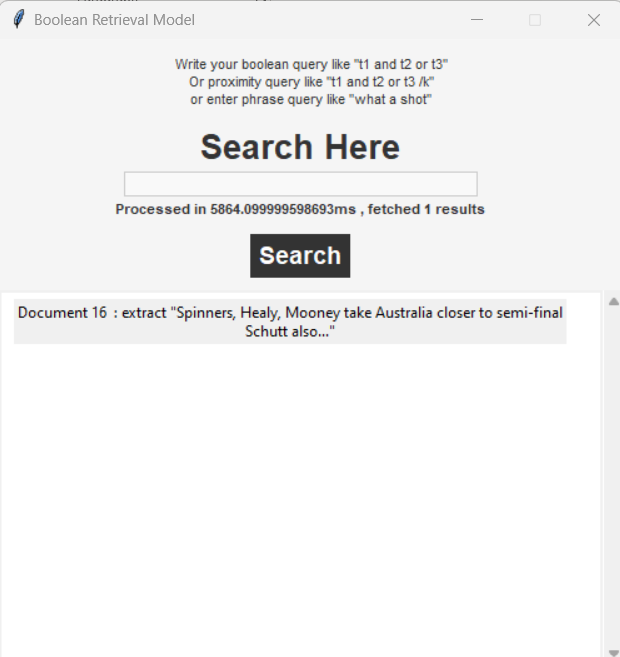 Boolean Retrieval Model
Write your boolean query like "t1 and t2 or t3"
Or proximity query like "t1 and t2 or t3 /k"
or enter phrase query like "what a shot"
Search Here
Processed in 5864.099999598693ms , fetched 1 results
Search
Document 16 : extract "Spinners, Healy, Mooney take Australia closer to semi-final
Schutt also..."